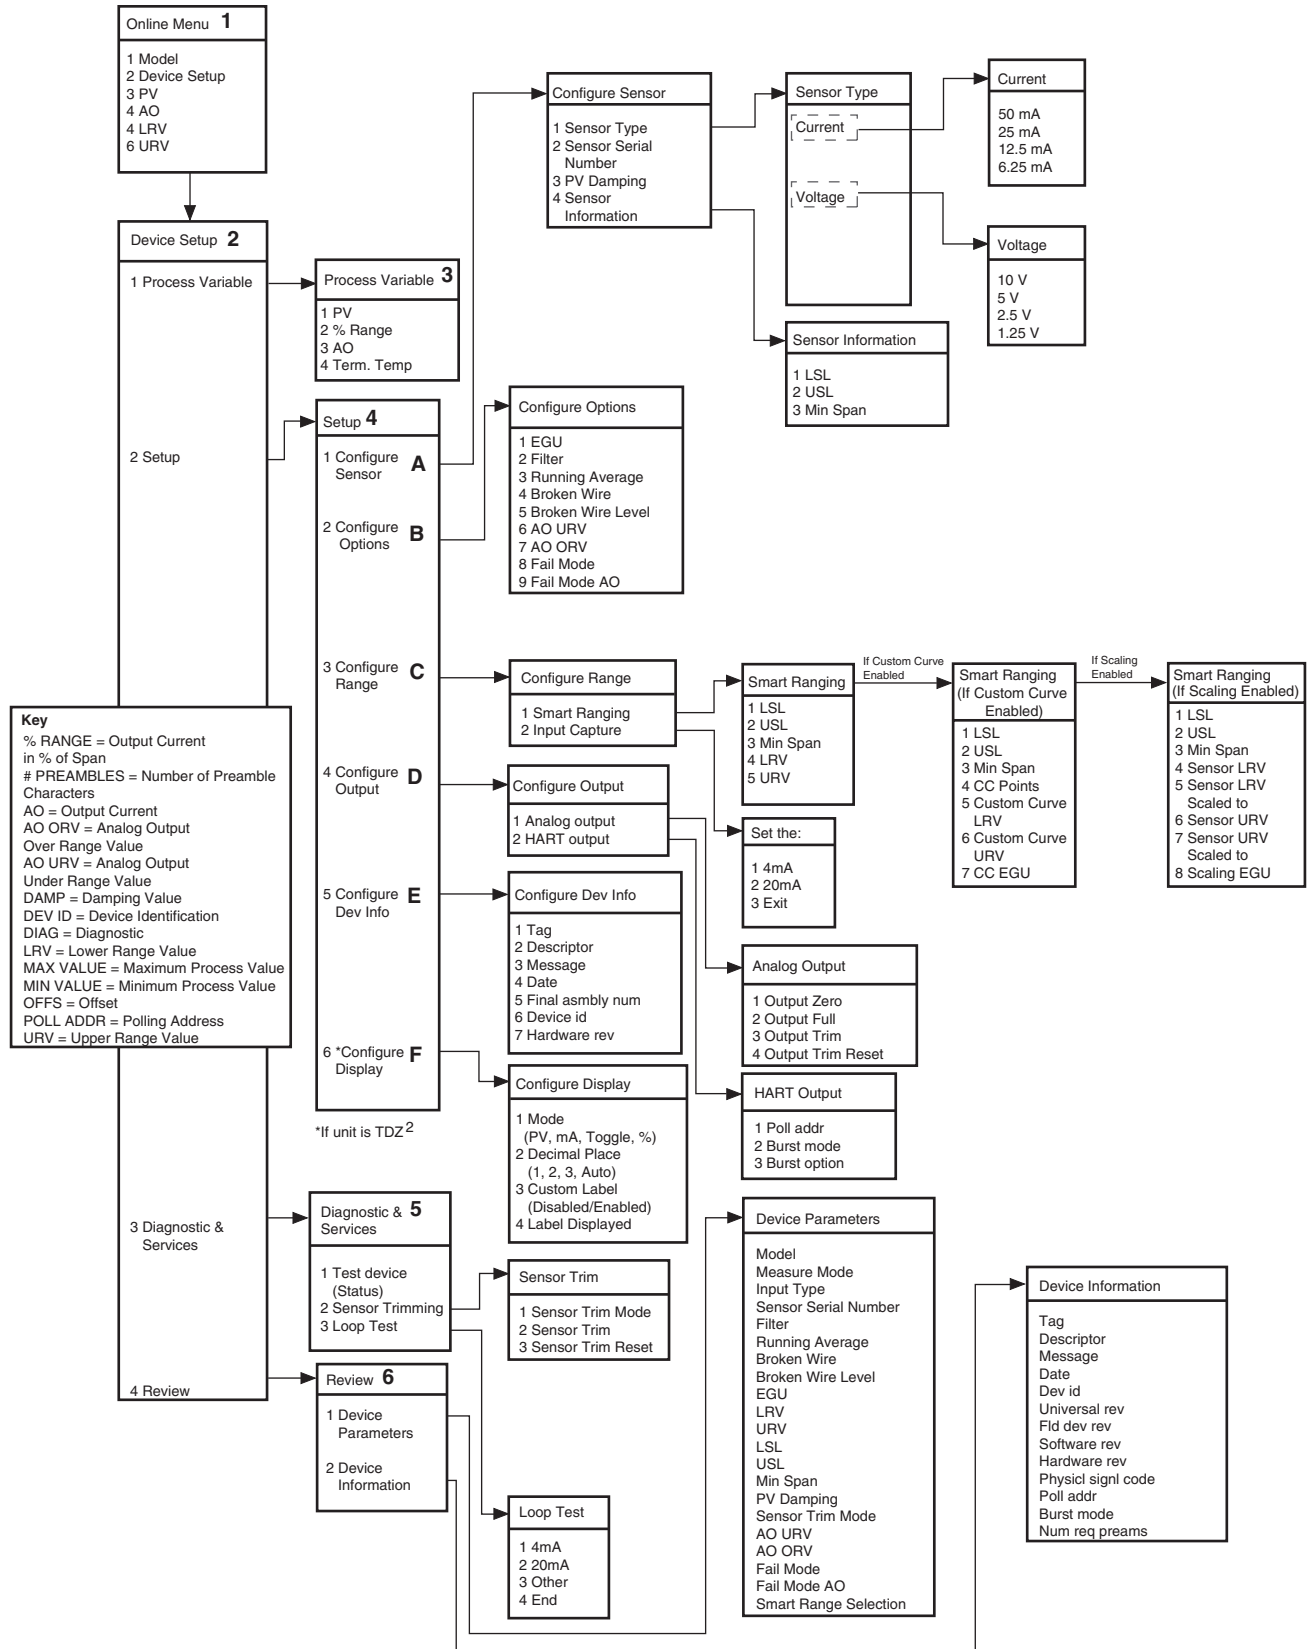 Online Menu 1
1 Model
2 Device Setup
3 PV
4 AO
4 LRV
6 URV
Device Setup 2
1 Process Variable
2 Setup
3 Diagnostic &
Services
4 Review
Process Variable 3
1 PV
2 % Range
3 AO
4 Term. Temp
Setup 4
1 Configure
Sensor
A
2 Configure
Options
B
3 Configure
Range
C
4 Configure
Output
D
5 Configure
Dev Info
E
6 *Configure
Display
F
*If unit is TDZ2
Key
% RANGE = Output Current
in % of Span
# PREAMBLES = Number of Preamble
Characters
AO = Output Current
AO ORV = Analog Output
Over Range Value
AO URV = Analog Output
Under Range Value
DAMP = Damping Value
DEV ID = Device Identification
DIAG = Diagnostic
LRV = Lower Range Value
MAX VALUE = Maximum Process Value
MIN VALUE = Minimum Process Value
OFFS = Offset
POLL ADDR = Polling Address
URV = Upper Range Value
Configure Sensor
1 Sensor Type
2 Sensor Serial
Number
3 PV Damping
4 Sensor
Information
Sensor Type
Current
Voltage
Current
50 mA
25 mA
12.5 mA
6.25 mA
Voltage
10 V
5 V
2.5 V
1.25 V
Sensor Information
1 LSL
2 USL
3 Min Span
Configure Options
1 EGU
2 Filter
3 Running Average
4 Broken Wire
5 Broken Wire Level
6 AO URV
7 AO ORV
8 Fail Mode
9 Fail Mode AO
Configure Range
1 Smart Ranging
2 Input Capture
Smart Ranging
1 LSL
2 USL
3 Min Span
4 LRV
5 URV
If Custom Curve
Enabled
Smart Ranging
(If Custom Curve
Enabled)
1 LSL
2 USL
3 Min Span
4 CC Points
5 Custom Curve
LRV
6 Custom Curve
URV
7 CC EGU
If Scaling
Enabled
Smart Ranging
(If Scaling Enabled)
1 LSL
2 USL
3 Min Span
4 Sensor LRV
5 Sensor LRV
Scaled to
6 Sensor URV
7 Sensor URV
Scaled to
8 Scaling EGU
Set the:
1 4mA
2 20mA
3 Exit
Configure Output
1 Analog output
2 HART output
Configure Dev Info
1 Tag
2 Descriptor
3 Message
4 Date
5 Final asmbly num
6 Device id
7 Hardware rev
Analog Output
1 Output Zero
2 Output Full
3 Output Trim
4 Output Trim Reset
HART Output
1 Poll addr
2 Burst mode
3 Burst option
Configure Display
1 Mode
(PV, mA, Toggle, %)
2 Decimal Place
(1, 2, 3, Auto)
3 Custom Label
(Disabled/Enabled)
4 Label Displayed
Diagnostic & 5
Services
1 Test device
(Status)
2 Sensor Trimming
3 Loop Test
Sensor Trim
1 Sensor Trim Mode
2 Sensor Trim
3 Sensor Trim Reset
Review 6
1 Device
Parameters
2 Device
Information
Loop Test
1 4mA
2 20mA
3 Other
4 End
Device Parameters
Model
Measure Mode
Input Type
Sensor Serial Number
Filter
Running Average
Broken Wire
Broken Wire Level
EGU
LRV
URV
LSL
USL
Min Span
PV Damping
Sensor Trim Mode
AO URV
AO ORV
Fail Mode
Fail Mode AO
Smart Range Selection
Device Information
Tag
Descriptor
Message
Date
Dev id
Universal rev
Fld dev rev
Software rev
Hardware rev
Physicl signl code
Poll addr
Burst mode
Num req preams